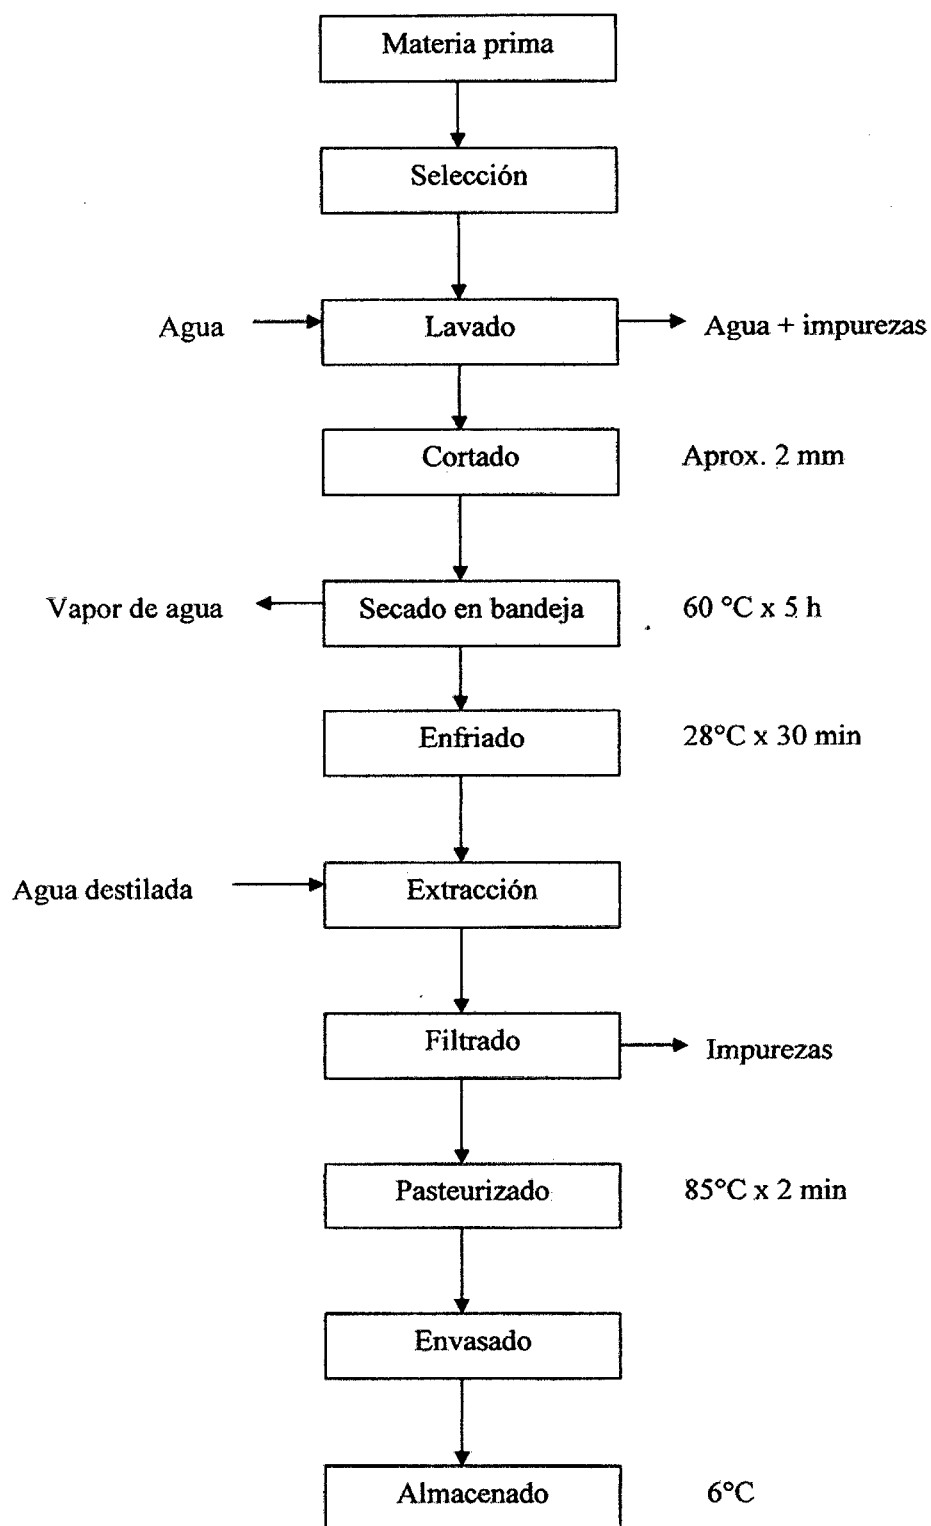 Materia prima
Selección
Agua
Lavado
Agua + impurezas
Cortado
Aprox. 2 mm
Vapor de agua
Secado en bandeja
60 °C x 5 h
Enfriado
28°C x 30 min
Agua destilada
Extracción
Filtrado
Impurezas
Pasteurizado
85°C x 2 min
Envasado
Almacenado
6°C